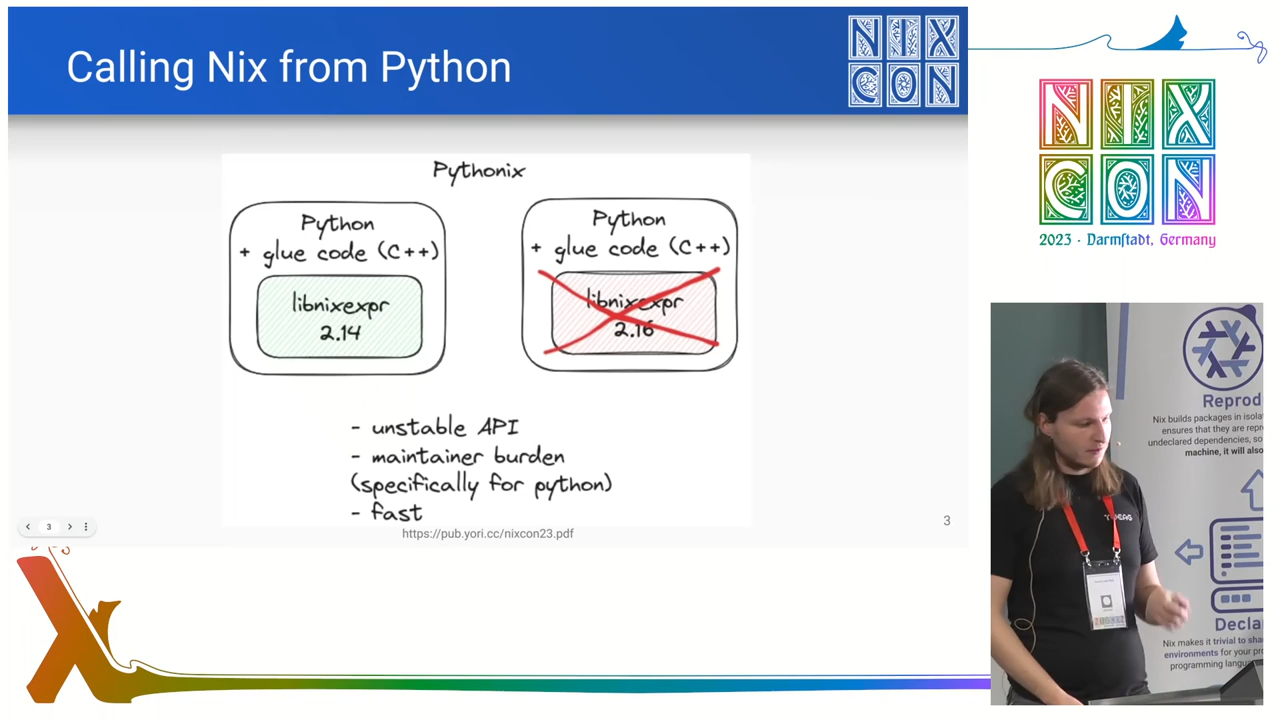 Calling Nix from Python
NIX
CON
Pythonix
Python
+ glue code (C++)
libnixexpr
2.14
Python
+ glue code (C++)
libnixexpr
2.16
- unstable API
- maintainer burden
(specifically for python)
- fast
3
https://pub.yori.cc/nixcon23.pdf
3
NIX
CON
2023 · Darmſtadt, Germany
Reprod
Nix builds packages in isola
ensures that they are repr
undeclared dependencies, so
machine, it will also
Decla
Nix makes it trivial to sha
environments for your pro
programming langu